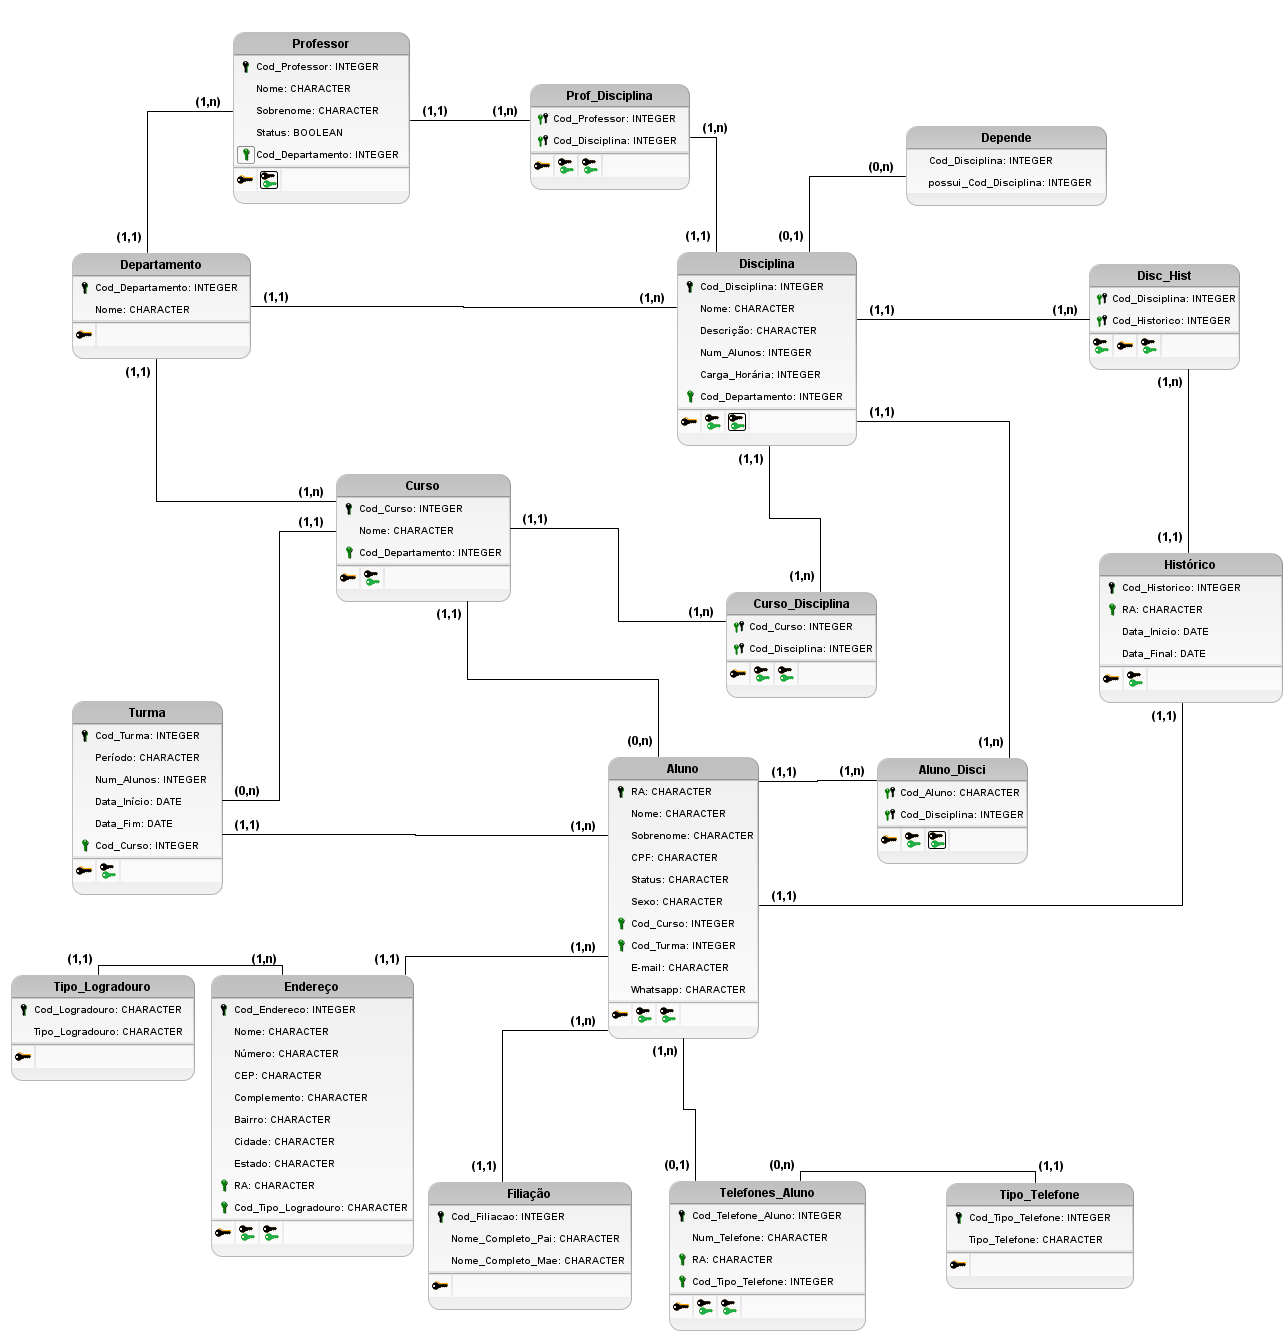 Professor
Cod_Professor: INTEGER
Nome: CHARACTER
Sobrenome: CHARACTER
Status: BOOLEAN
Cod_Departamento: INTEGER
(1,n)
(1,1)
(1,n)
Prof_Disciplina
Cod_Professor: INTEGER
Cod_Disciplina: INTEGER
(1,n)
Depende
Cod_Disciplina: INTEGER
possui_Cod_Disciplina: INTEGER
(0,n)
(1,1)
(1,1)
(0,1)
Departamento
Cod_Departamento: INTEGER
Nome: CHARACTER
(1,1)
(1,n)
Disciplina
Cod_Disciplina: INTEGER
Nome: CHARACTER
Descrição: CHARACTER
Num_Alunos: INTEGER
Carga_Horária: INTEGER
Cod_Departamento: INTEGER
(1,1)
(1,n)
Disc_Hist
Cod_Disciplina: INTEGER
Cod_Historico: INTEGER
(1,1)
(1,n)
(1,1)
(1,1)
(1,n)
(1,1)
Curso
Cod_Curso: INTEGER
Nome: CHARACTER
Cod_Departamento: INTEGER
(1,1)
(1,1)
(1,n)
(1,n)
Curso_Disciplina
Cod_Curso: INTEGER
Cod_Disciplina: INTEGER
(1,1)
Histórico
Cod_Historico: INTEGER
RA: CHARACTER
Data_Inicio: DATE
Data_Final: DATE
(1,1)
(1,1)
Turma
Cod_Turma: INTEGER
Período: CHARACTER
Num_Alunos: INTEGER
Data_Início: DATE
Data_Fim: DATE
Cod_Curso: INTEGER
(0,n)
(1,1)
(0,n)
(1,n)
Aluno
RA: CHARACTER
Nome: CHARACTER
Sobrenome: CHARACTER
CPF: CHARACTER
Status: CHARACTER
Sexo: CHARACTER
Cod_Curso: INTEGER
Cod_Turma: INTEGER
E-mail: CHARACTER
Whatsapp: CHARACTER
(1,1)
(1,n)
(1,n)
Aluno_Disci
Cod_Aluno: CHARACTER
Cod_Disciplina: INTEGER
(1,1)
(1,1)
(1,n)
(1,1)
(1,n)
(1,n)
(1,n)
Tipo_Logradouro
Cod_Logradouro: CHARACTER
Tipo_Logradouro: CHARACTER
Endereço
Cod_Endereco: INTEGER
Nome: CHARACTER
Número: CHARACTER
CEP: CHARACTER
Complemento: CHARACTER
Bairro: CHARACTER
Cidade: CHARACTER
Estado: CHARACTER
RA: CHARACTER
Cod_Tipo_Logradouro: CHARACTER
(1,1)
(0,1)
(0,n)
(1,1)
Filiação
Cod_Filiacao: INTEGER
Nome_Completo_Pai: CHARACTER
Nome_Completo_Mae: CHARACTER
Telefones_Aluno
Cod_Telefone_Aluno: INTEGER
Num_Telefone: CHARACTER
RA: CHARACTER
Cod_Tipo_Telefone: INTEGER
Tipo_Telefone
Cod_Tipo_Telefone: INTEGER
Tipo_Telefone: CHARACTER